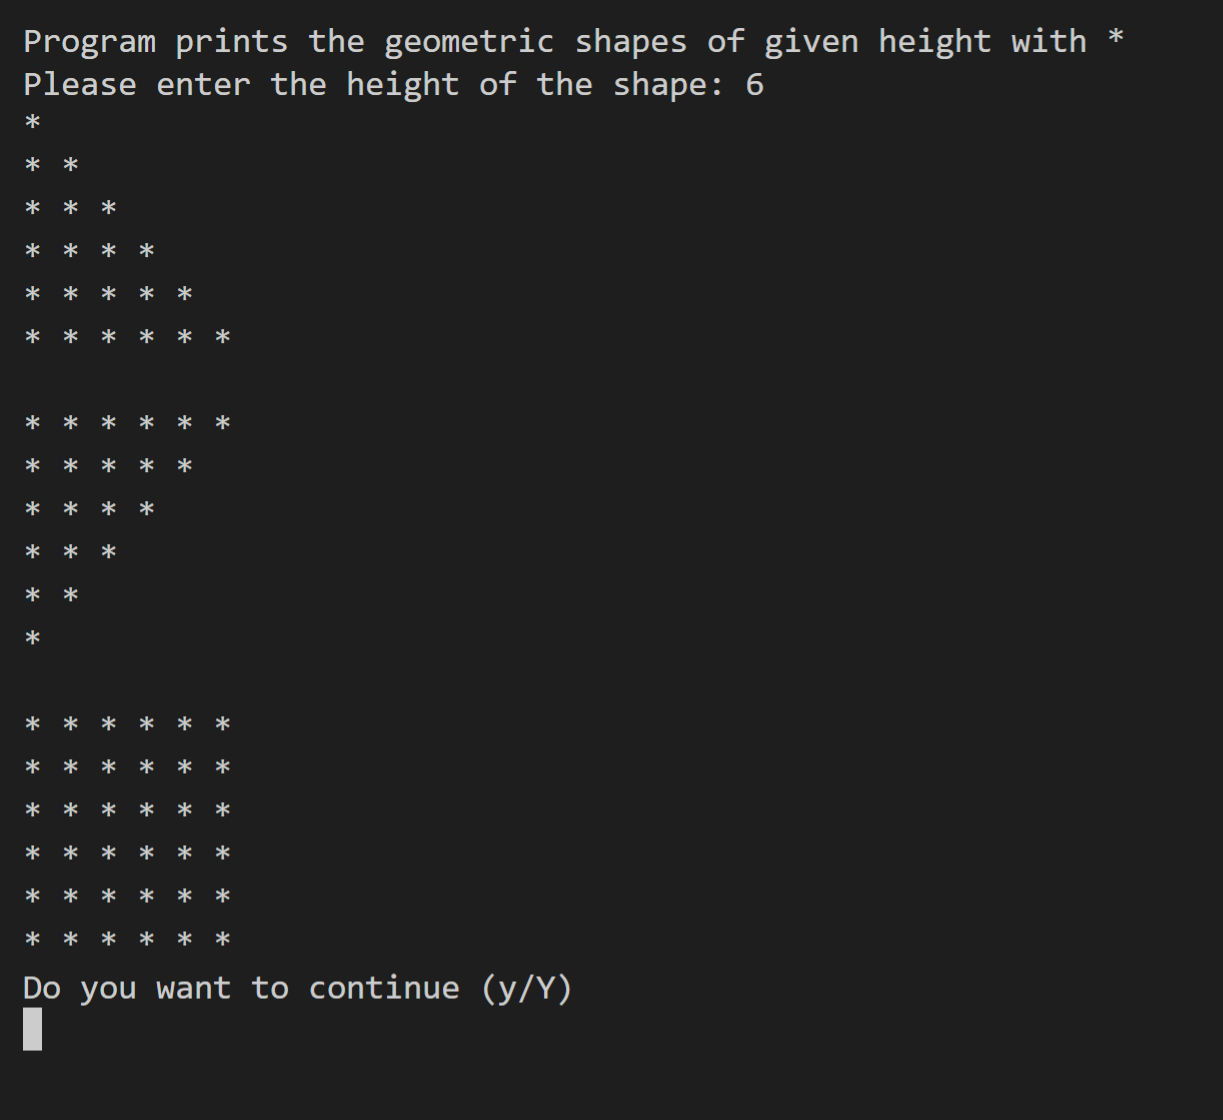 Program prints the geometric shapes of given height with *
Please enter the height of the shape: 6
*
* *
* * *
* * * *
* * * * *
* * * * * *

* * * * * *
* * * * *
* * * *
* * *
* *
*

* * * * * *
* * * * * *
* * * * * *
* * * * * *
* * * * * *
* * * * * *
Do you want to continue (y/Y)